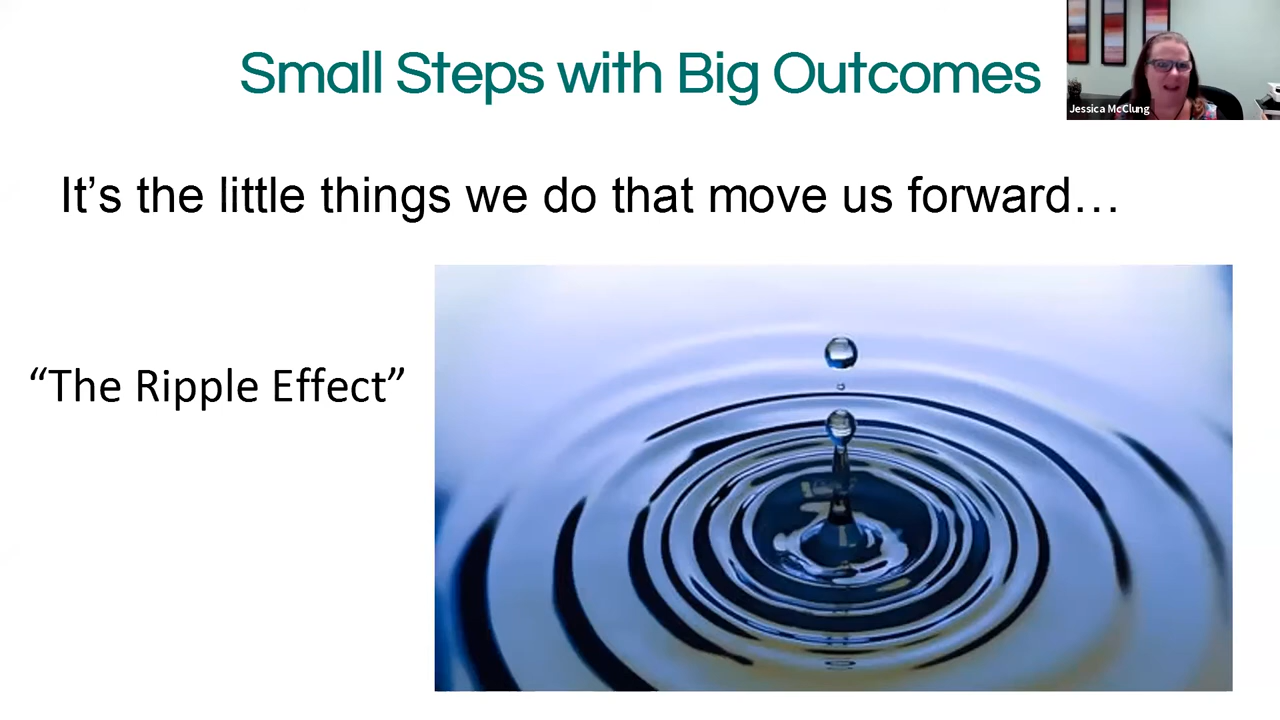 Small Steps with Big Outcomes
Jessica McClung
It’s the little things we do that move us forward…
“The Ripple Effect”